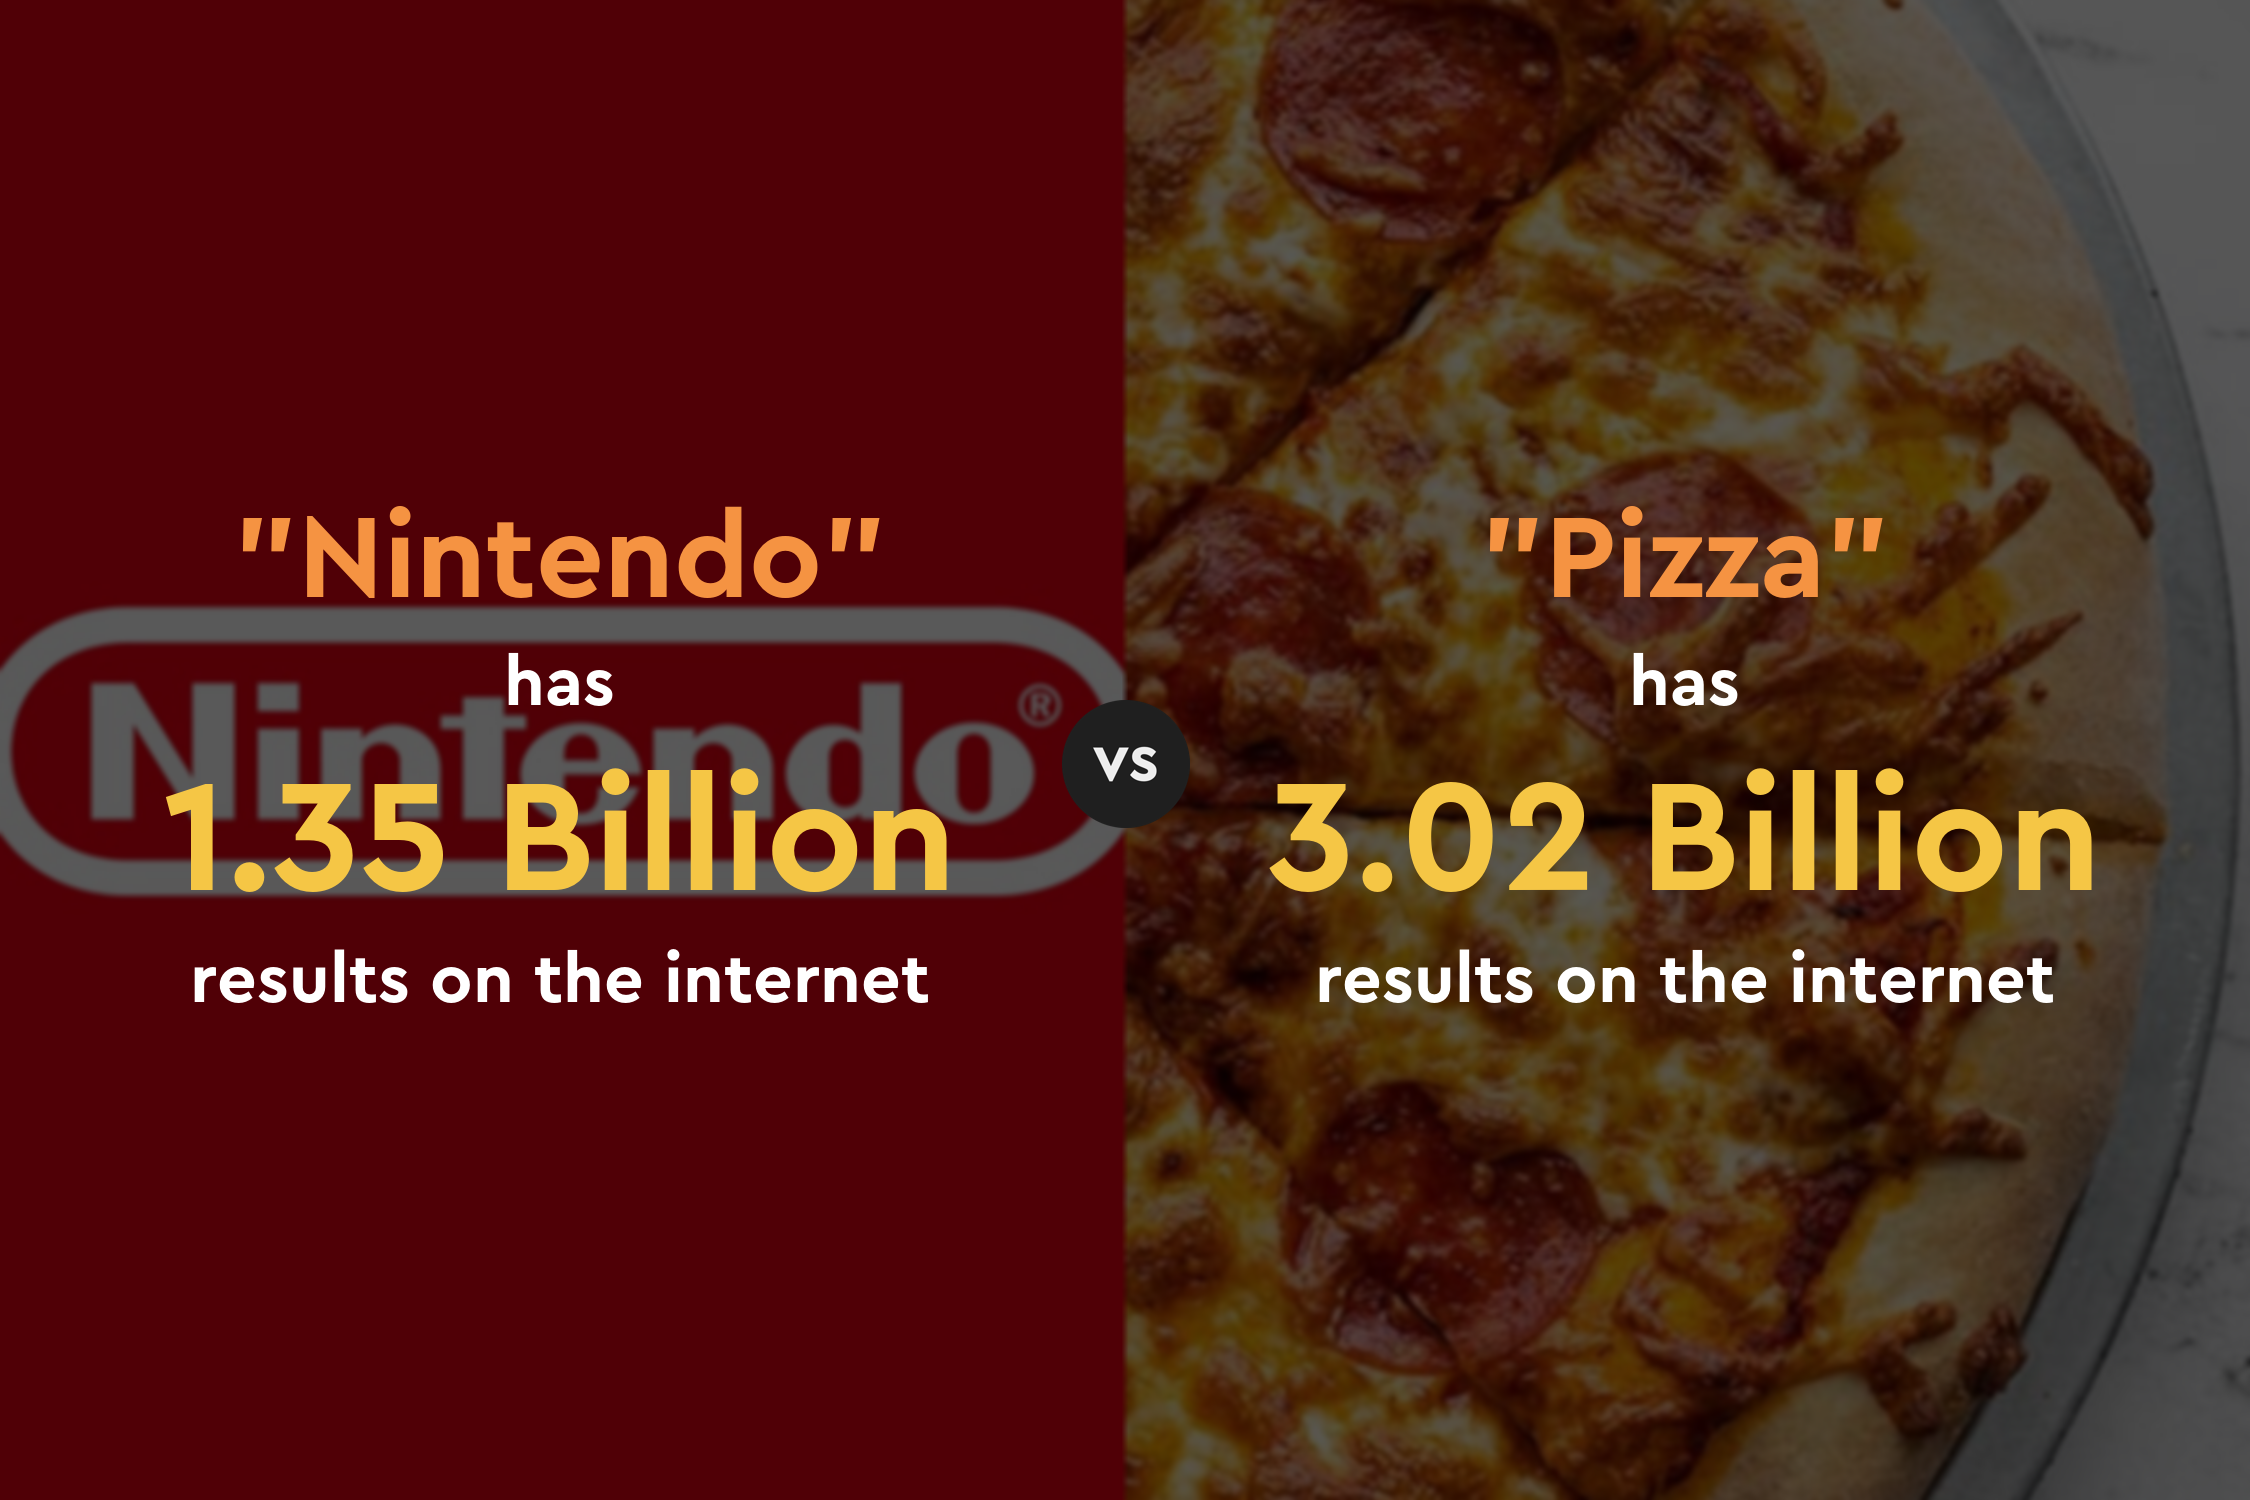 "Nintendo"
has
Nintendo®
1.35 Billion
results on the internet
vs
"Pizza"
has
3.02 Billion
results on the internet